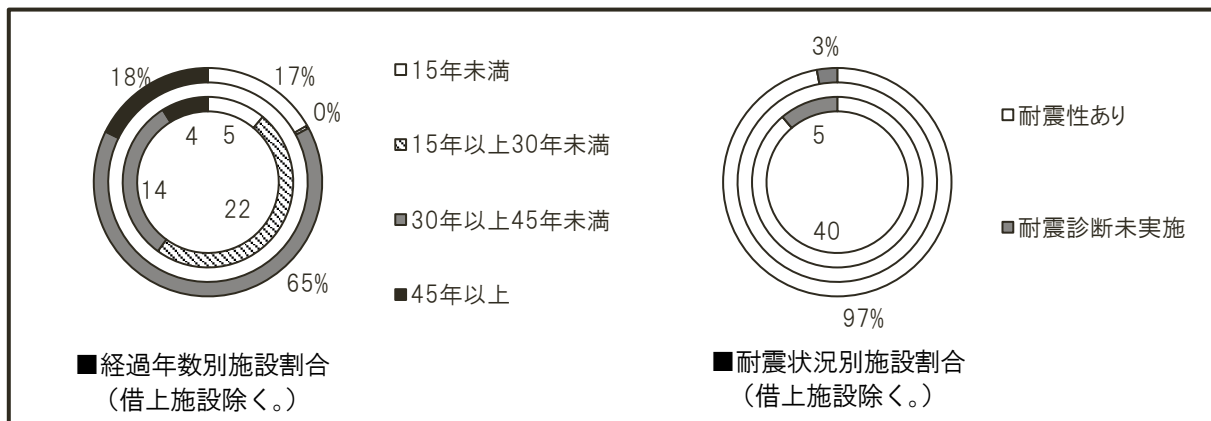 18%
17%
0%
4
5
14
22
65%
□15年未満
15年以上30年未満
■30年以上45年未満
■45年以上
■経過年数別施設割合
（借上施設除く。）
3%
5
40
97%
□耐震性あり
■耐震診断未実施
■耐震状況別施設割合
（借上施設除く。）